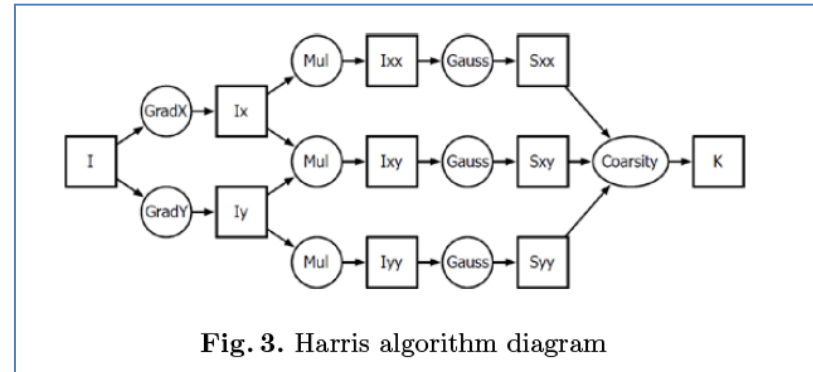 Mul Ixx Gauss Sxx
GradX Ix
I Mul Ixy Gauss Sxy Coarsity K
GradY Iy
Mul Iyy Gauss Syy
Fig. 3. Harris algorithm diagram